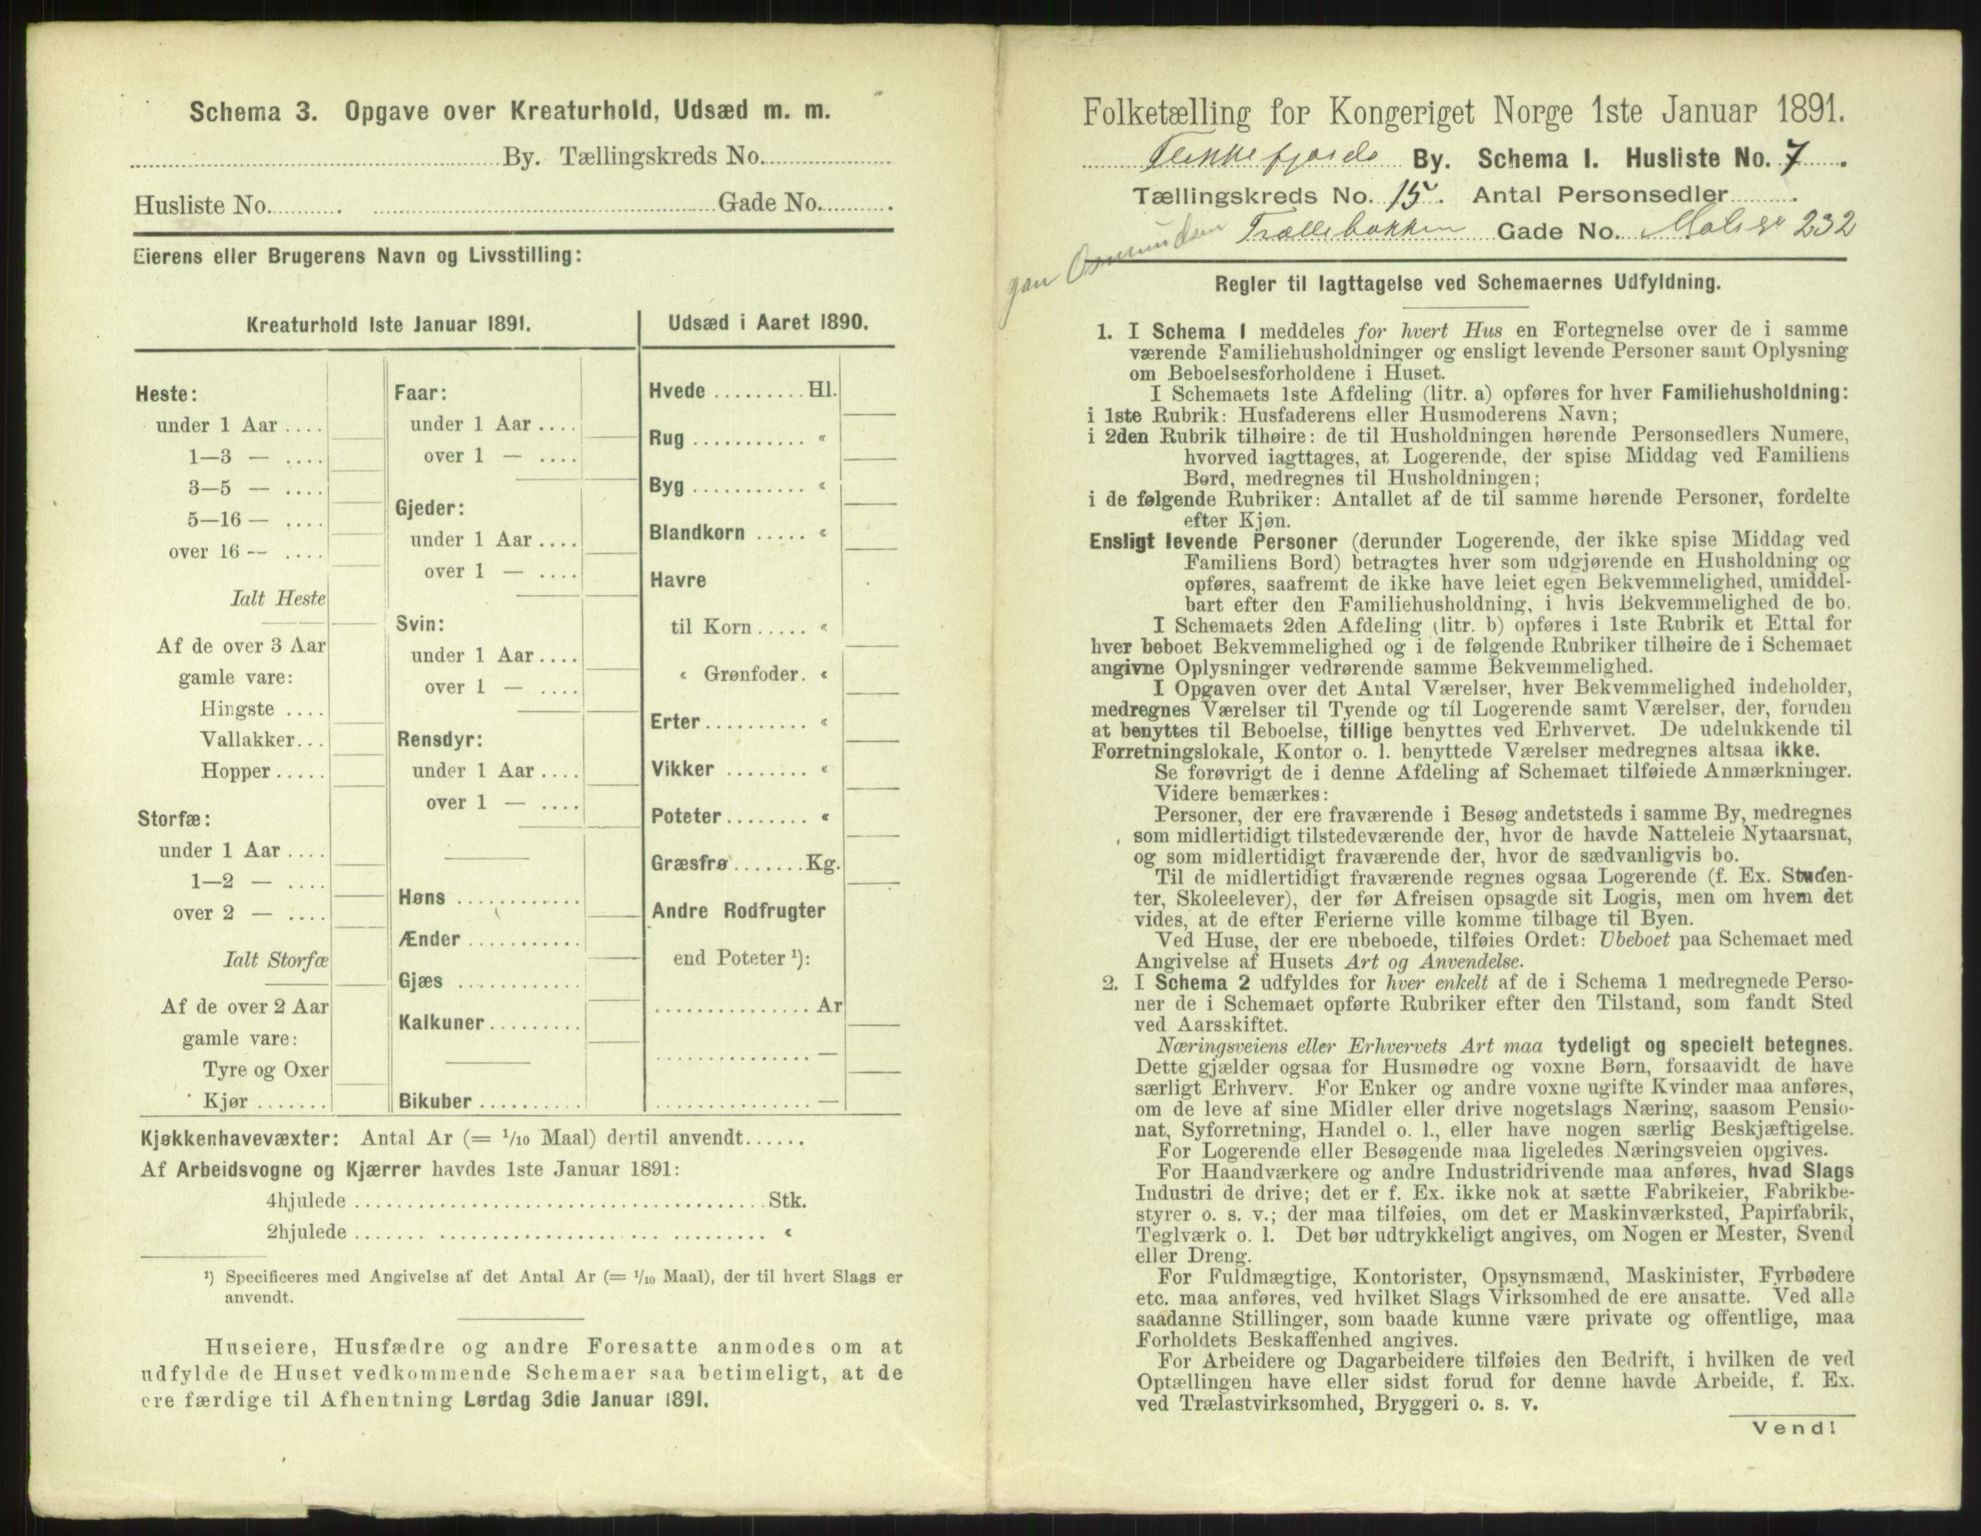 Schema 3. Opgave over Kreaturhold, Udsæd m. m.
By. Tællingskreds No.
Husliste No. Gade No.
Eierens eller Brugerens Navn og Livsstilling:
Kreaturhold 1ste Januar 1891.
Heste:
under 1 Aar ....
1—3 — ....
3—5 — ....
5—16 — ....
over 16 — ....
Ialt Heste
Af de over 3 Aar
gamle vare:
Hingste ....
Vallakker...
Hopper .....
Storfæ:
under 1 Aar ....
1—2 — ....
over 2 — ....
Ialt Storfæ
Af de over 2 Aar
gamle vare:
Tyre og Oxer
Kjør .......
Faar:
under 1 Aar ....
over 1 — ....
Gjeder:
under 1 Aar ....
over 1 — ....
Svin:
under 1 Aar ....
over 1 — ....
Rensdyr:
under 1 Aar ....
over 1 — ....
Høns ............
Ænder ...........
Gjæs ............
Kalkuner.........
Bikuber ..........
Udsæd i Aaret 1890.
Hvede ......... Hl.
Rug ........... «
Byg ........... «
Blandkorn ..... «
Havre
til Korn..... «
« Grønfoder. «
Erter.......... «
Vikker ........ «
Poteter........ «
Græsfrø.......Kg.
Andre Rodfrugter
end Poteter ¹):
............... Ar
............... —
............... —
Kjøkkenhavevæxter: Antal Ar (= 1/10 Maal) dertil anvendt......
Af Arbeidsvogne og Kjærrer havdes 1ste Januar 1891:
4hjulede ....................................... Stk.
2hjulede ....................................... «
¹) Specificeres med Angivelse af det Antal Ar (= 1/10 Maal), der til hvert Slags er
anvendt.
Huseiere, Husfædre og andre Foresatte anmodes om at
udfylde de Huset vedkommende Schemaer saa betimeligt, at de
ere færdige til Afhentning Lørdag 3die Januar 1891.
Folketælling for Kongeriget Norge 1ste Januar 1891.
Flekkefjords By. Schema 1. Husliste No. 7.
Tællingskreds No. 15. Antal Personsedler
Trællebakken Gade No. 232
Osmundsen
Regler til Iagttagelse ved Schemaernes Udfyldning.
1. I Schema 1 meddeles for hvert Hus en Fortegnelse over de i samme
værende Familiehusholdninger og ensligt levende Personer samt Oplysning
om Beboelsesforholdene i Huset.
I Schemaets 1ste Afdeling (litr. a) opføres for hver Familiehusholdning:
i 1ste Rubrik: Husfaderens eller Husmoderens Navn;
i 2den Rubrik tilhøire: de til Husholdningen hørende Personsedlers Numere,
hvorved iagttages, at Logerende, der spise Middag ved Familiens
Bord, medregnes til Husholdningen;
i de følgende Rubriker: Antallet af de til samme hørende Personer, fordelte
efter Kjøn.
Ensligt levende Personer (derunder Logerende, der ikke spise Middag ved
Familiens Bord) betragtes hver som udgjørende en Husholdning og
opføres, saafremt de ikke have leiet egen Bekvemmelighed, umiddel-
bart efter den Familiehusholdning, i hvis Bekvemmelighed de bo.
I Schemaets 2den Afdeling (litr. b) opføres i 1ste Rubrik et Ettal for
hver beboet Bekvemmelighed og i de følgende Rubriker tilhøire de i Schemaet
angivne Oplysninger vedrørende samme Bekvemmelighed.
I Opgaven over det Antal Værelser, hver Bekvemmelighed indeholder,
medregnes Værelser til Tyende og til Logerende samt Værelser, der, foruden
at benyttes til Beboelse, tillige benyttes ved Erhvervet. De udelukkende til
Forretningslokale, Kontor o. l. benyttede Værelser medregnes altsaa ikke.
Se forøvrigt de i denne Afdeling af Schemaet tilføiede Anmærkninger.
Videre bemærkes:
Personer, der ere fraværende i Besøg andetsteds i samme By, medregnes
som midlertidigt tilstedeværende der, hvor de havde Natteleie Nytaarsnat,
og som midlertidigt fraværende der, hvor de sædvanligvis bo.
Til de midlertidigt fraværende regnes ogsaa Logerende (f. Ex. Studen-
ter, Skoleelever), der før Afreisen opsagde sit Logis, men om hvem det
vides, at de efter Ferierne ville komme tilbage til Byen.
Ved Huse, der ere ubeboede, tilføies Ordet: Ubeboet paa Schemaet med
Angivelse af Husets Art og Anvendelse.
2. I Schema 2 udfyldes for hver enkelt af de i Schema 1 medregnede Perso-
ner de i Schemaet opførte Rubriker efter den Tilstand, som fandt Sted
ved Aarsskiftet.
Næringsveiens eller Erhvervets Art maa tydeligt og specielt betegnes.
Dette gjælder ogsaa for Husmødre og voxne Børn, forsaavidt de have
særligt Erhverv. For Enker og andre voxne ugifte Kvinder maa anføres,
om de leve af sine Midler eller drive nogetslags Næring, saasom Pensio-
nat, Syforretning, Handel o. l., eller have nogen særlig Beskjæftigelse.
For Logerende eller Besøgende maa ligeledes Næringsveien opgives.
For Haandværkere og andre Industridrivende maa anføres, hvad Slags
Industri de drive; det er f. Ex. ikke nok at sætte Fabrikeier, Fabrikbe-
styrer o. s. v.; der maa tilføies, om det er Maskinværksted, Papirfabrik,
Teglværk o. l. Det bør udtrykkeligt angives, om Nogen er Mester, Svend
eller Dreng.
For Fuldmægtige, Kontorister, Opsynsmænd, Maskinister, Fyrbødere
etc. maa anføres, ved hvilket Slags Virksomhed de ere ansatte. Ved alle
saadanne Stillinger, som baade kunne være private og offentlige, maa
Forholdets Beskaffenhed angives.
For Arbeidere og Dagarbeidere tilføies den Bedrift, i hvilken de ved
Optællingen have eller sidst forud for denne havde Arbeide, f. Ex.
ved Trælastvirksomhed, Bryggeri o. s. v.
Vend!